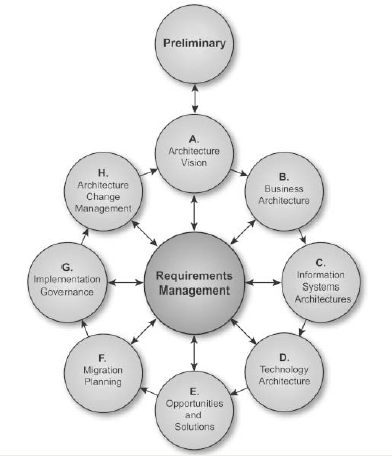 Preliminary
A.
Architecture
Vision
H.
Architecture
Change
Management
B.
Business
Architecture
G.
Implementation
Governance
Requirements
Management
C.
Information
Systems
Architectures
F.
Migration
Planning
D.
Technology
Architecture
E.
Opportunities
and
Solutions